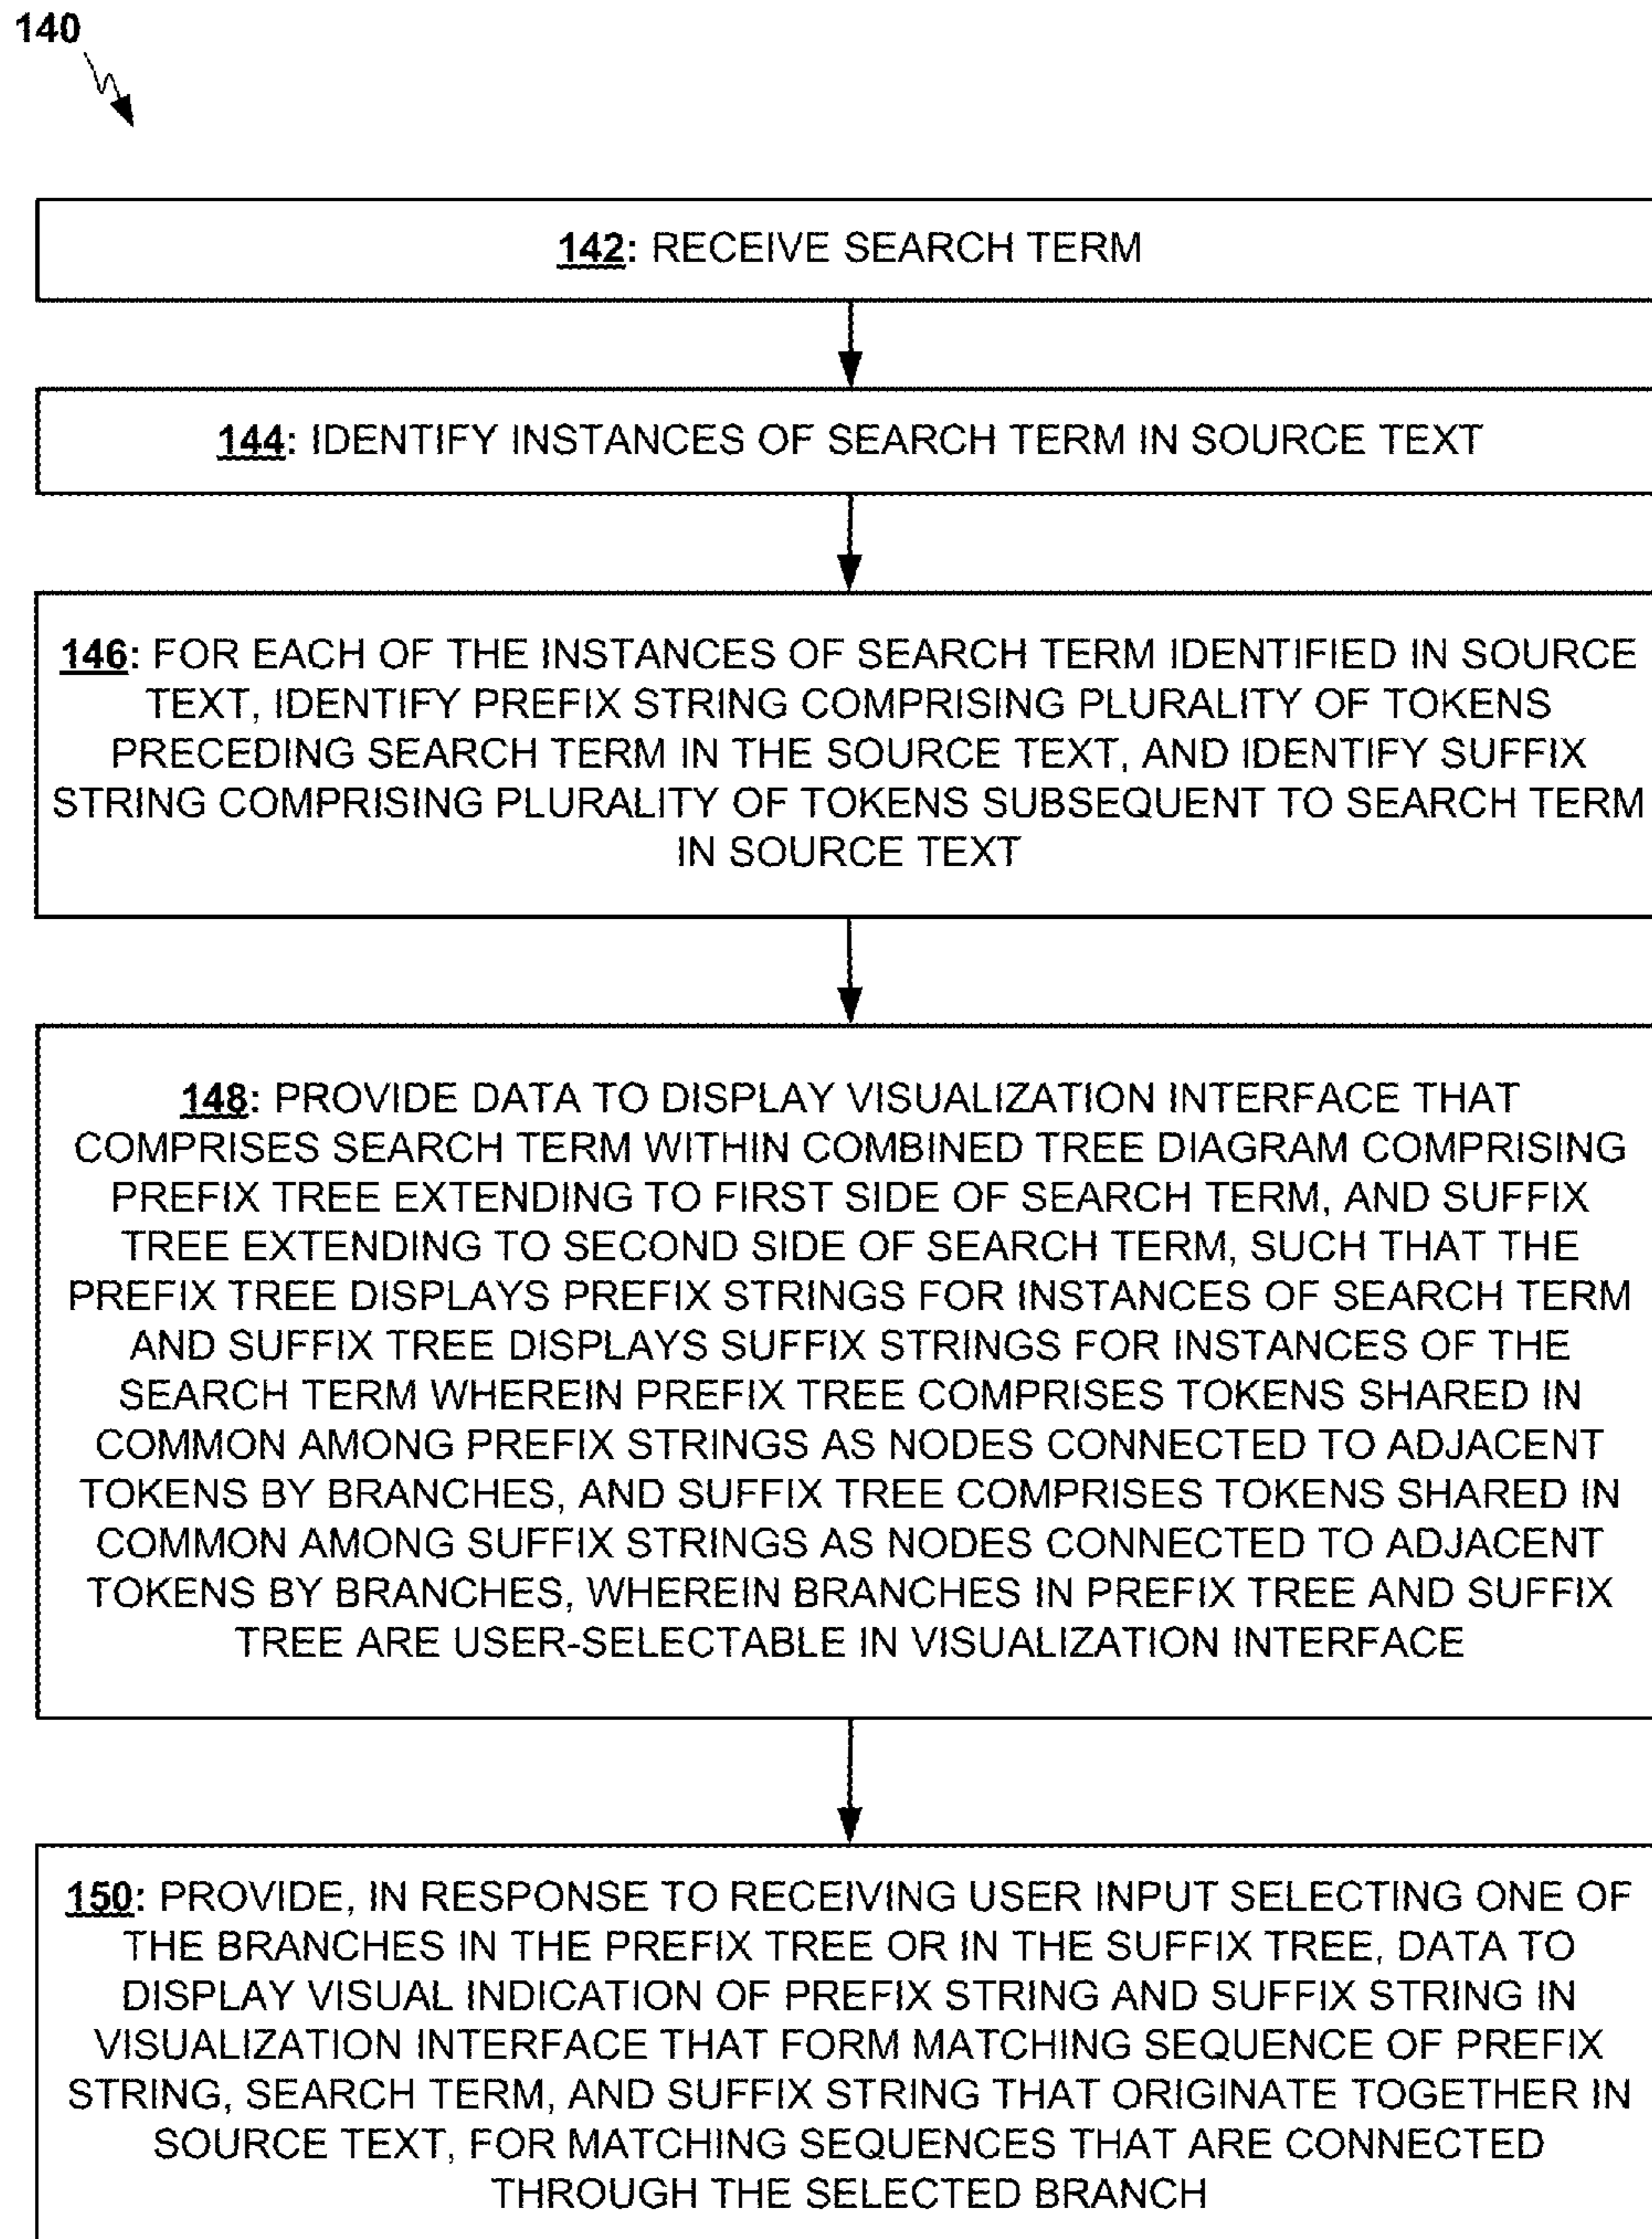 140
142: RECEIVE SEARCH TERM
144: IDENTIFY INSTANCES OF SEARCH TERM IN SOURCE TEXT
146: FOR EACH OF THE INSTANCES OF SEARCH TERM IDENTIFIED IN SOURCE
TEXT, IDENTIFY PREFIX STRING COMPRISING PLURALITY OF TOKENS
PRECEDING SEARCH TERM IN THE SOURCE TEXT, AND IDENTIFY SUFFIX
STRING COMPRISING PLURALITY OF TOKENS SUBSEQUENT TO SEARCH TERM
IN SOURCE TEXT
148: PROVIDE DATA TO DISPLAY VISUALIZATION INTERFACE THAT
COMPRISES SEARCH TERM WITHIN COMBINED TREE DIAGRAM COMPRISING
PREFIX TREE EXTENDING TO FIRST SIDE OF SEARCH TERM, AND SUFFIX
TREE EXTENDING TO SECOND SIDE OF SEARCH TERM, SUCH THAT THE
PREFIX TREE DISPLAYS PREFIX STRINGS FOR INSTANCES OF SEARCH TERM
AND SUFFIX TREE DISPLAYS SUFFIX STRINGS FOR INSTANCES OF THE
SEARCH TERM WHEREIN PREFIX TREE COMPRISES TOKENS SHARED IN
COMMON AMONG PREFIX STRINGS AS NODES CONNECTED TO ADJACENT
TOKENS BY BRANCHES, AND SUFFIX TREE COMPRISES TOKENS SHARED IN
COMMON AMONG SUFFIX STRINGS AS NODES CONNECTED TO ADJACENT
TOKENS BY BRANCHES, WHEREIN BRANCHES IN PREFIX TREE AND SUFFIX
TREE ARE USER-SELECTABLE IN VISUALIZATION INTERFACE
150: PROVIDE, IN RESPONSE TO RECEIVING USER INPUT SELECTING ONE OF
THE BRANCHES IN THE PREFIX TREE OR IN THE SUFFIX TREE, DATA TO
DISPLAY VISUAL INDICATION OF PREFIX STRING AND SUFFIX STRING IN
VISUALIZATION INTERFACE THAT FORM MATCHING SEQUENCE OF PREFIX
STRING, SEARCH TERM, AND SUFFIX STRING THAT ORIGINATE TOGETHER IN
SOURCE TEXT, FOR MATCHING SEQUENCES THAT ARE CONNECTED
THROUGH THE SELECTED BRANCH